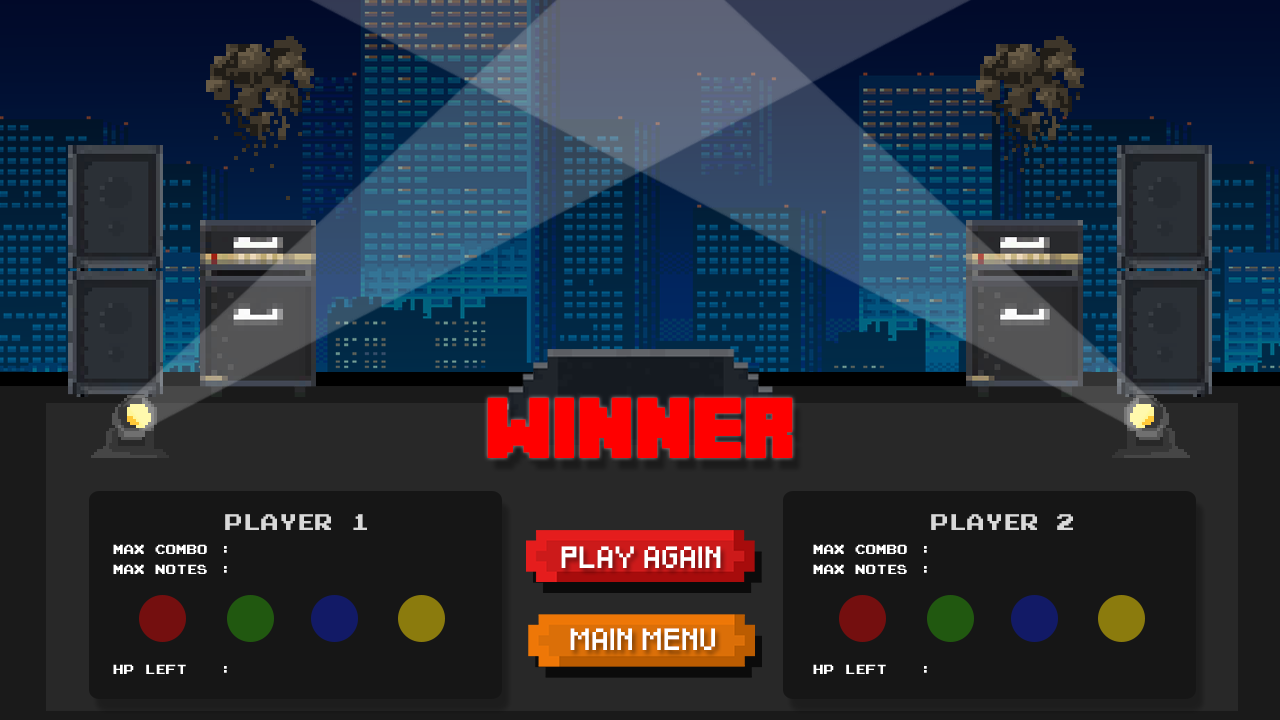 WINNER
PLAYER 1
MAX COMBO :
MAX NOTES :
HP LEFT :
PLAY AGAIN
MAIN MENU
PLAYER 2
MAX COMBO :
MAX NOTES :
HP LEFT :